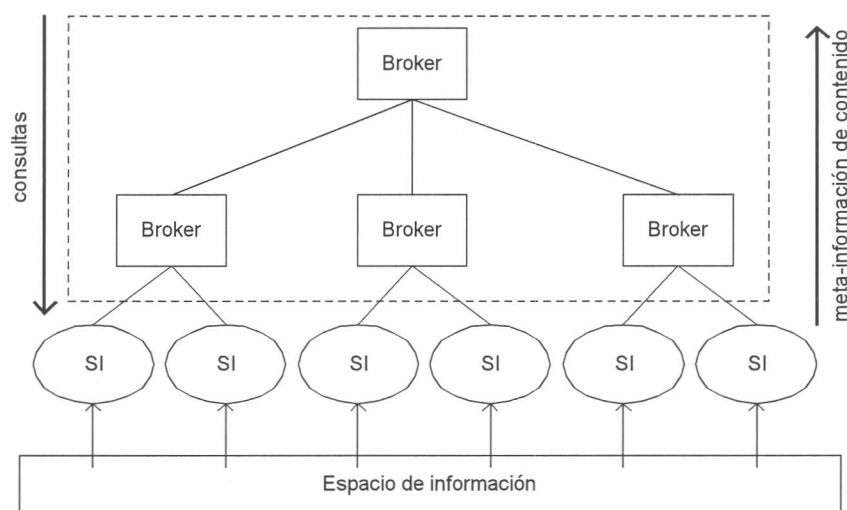 Broker
consultas
meta-información de contenido
Broker
Broker
Broker
SI
SI
SI
SI
SI
SI
Espacio de información